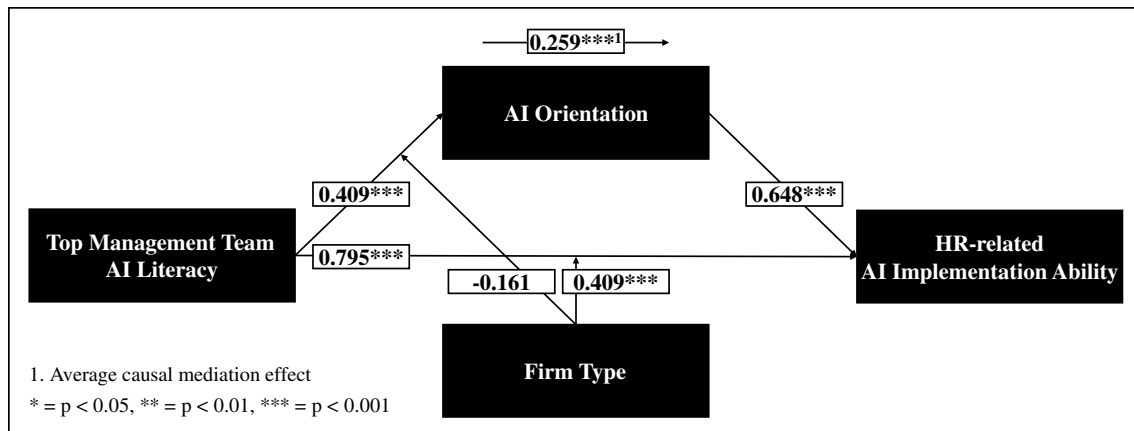 0.259***1
AI Orientation
0.409***
0.648***
Top Management Team
AI Literacy
0.795***
HR-related
AI Implementation Ability
-0.161
0.409***
Firm Type
1. Average causal mediation effect
* = p < 0.05, ** = p < 0.01, *** = p < 0.001